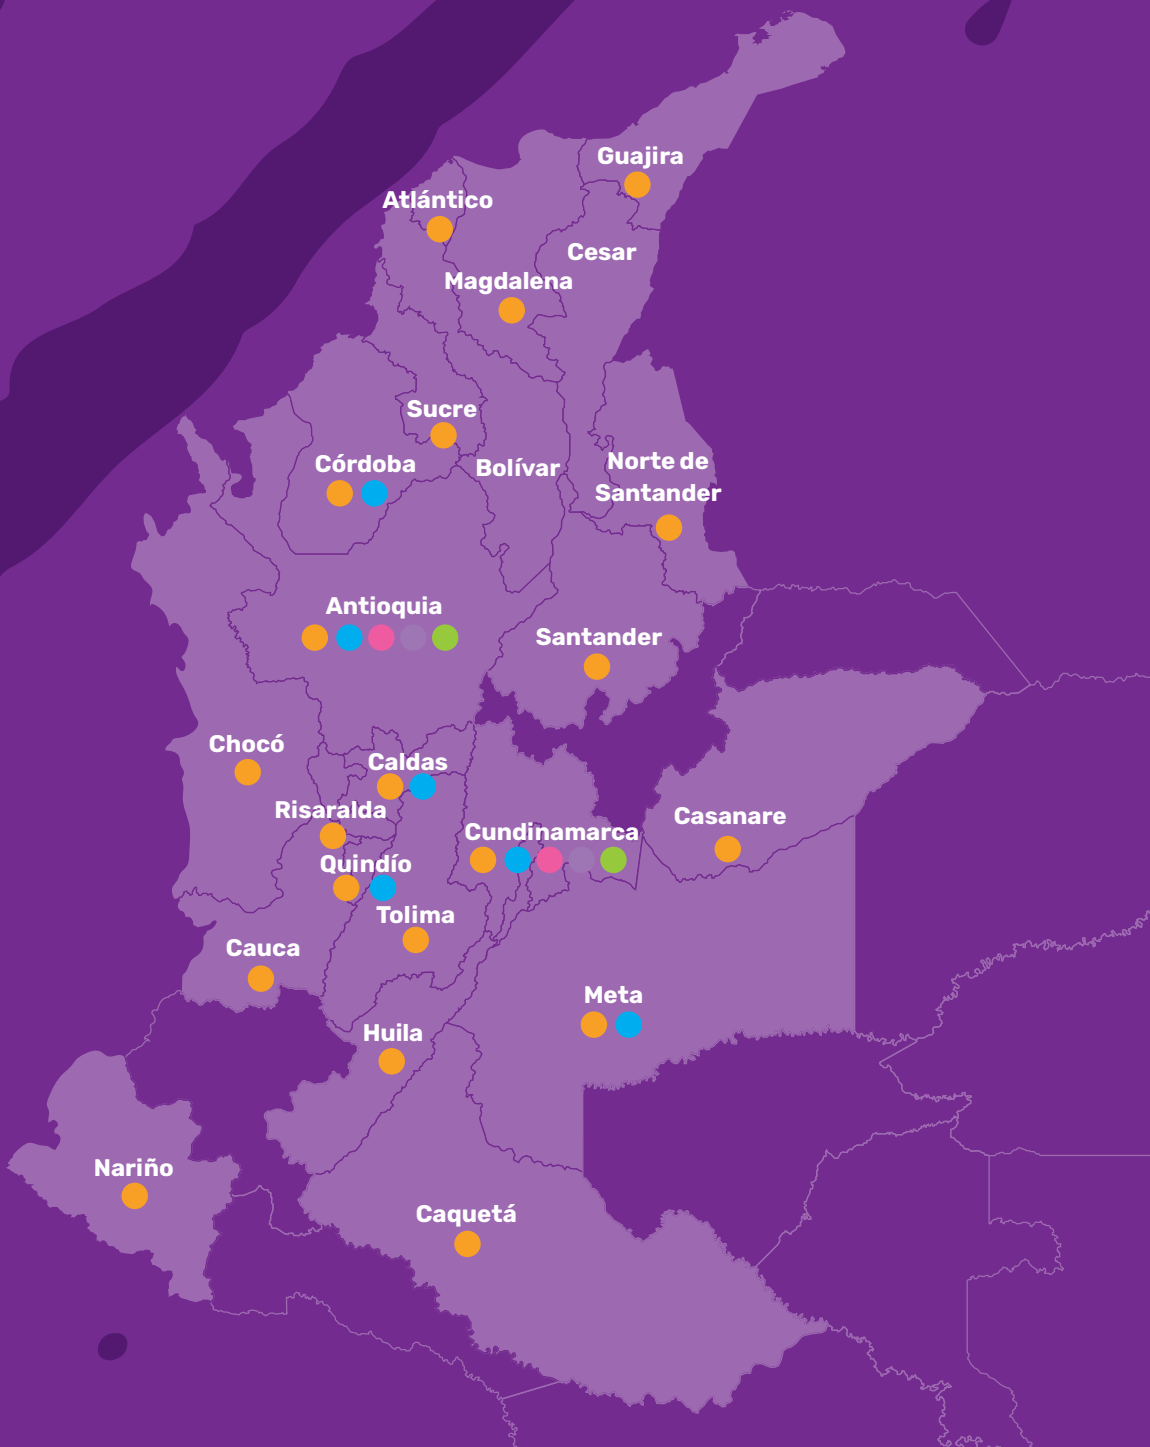 Guajira
Atlántico
Cesar
Magdalena
Sucre
Córdoba
Bolívar
Norte de
Santander
Antioquia
Santander
Chocó
Caldas
Risaralda
Cundinamarca
Casanare
Quindío
Tolima
Cauca
Meta
Huila
Nariño
Caquetá